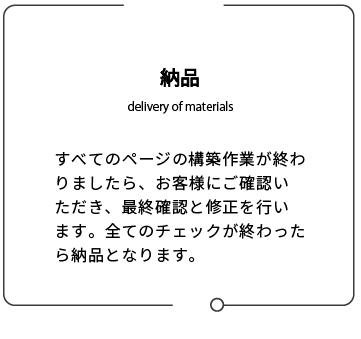 納品
delivery of materials
すべてのページの構築作業が終わ
りましたら、お客様にご確認い
ただき、最終確認と修正を行い
ます。全てのチェックが終わった
ら納品となります。